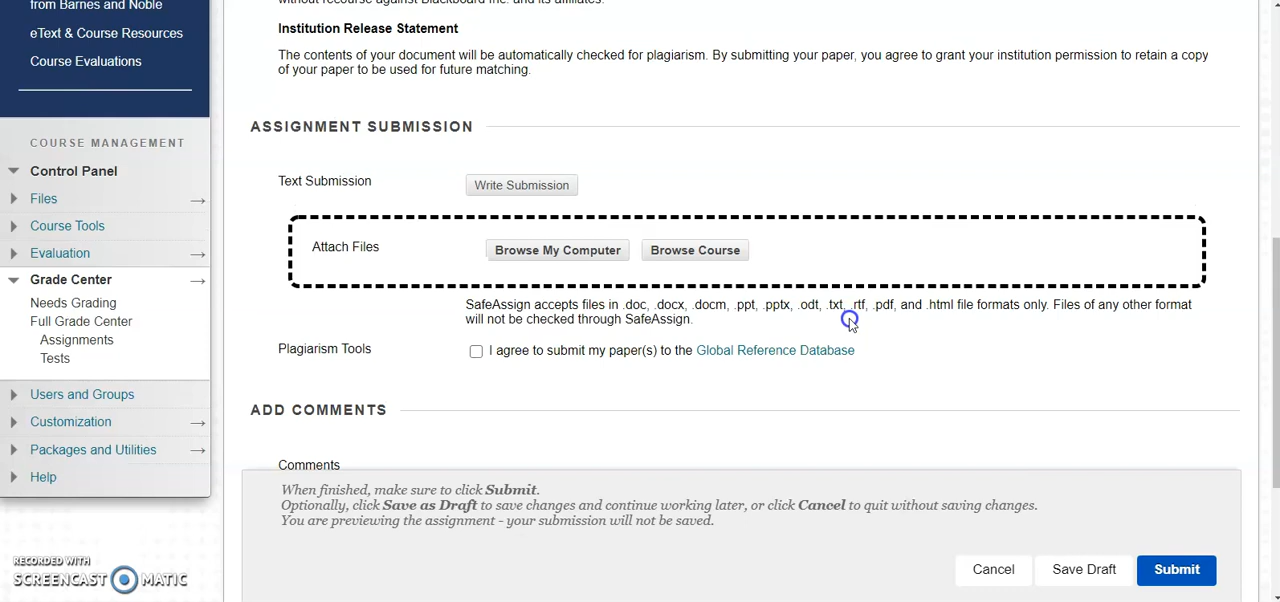 from Barnes and Noble
eText & Course Resources
Course Evaluations
COURSE MANAGEMENT
Control Panel
Files
Course Tools
Evaluation
Grade Center
Needs Grading
Full Grade Center
Assignments
Tests
Users and Groups
Customization
Packages and Utilities
Help
RECORDED WITH
SCREENCAST MATIC
without recourse against Blackboard Inc. and its affiliates.
Institution Release Statement
The contents of your document will be automatically checked for plagiarism. By submitting your paper, you agree to grant your institution permission to retain a copy
of your paper to be used for future matching.
ASSIGNMENT SUBMISSION
Text Submission
Write Submission
Attach Files
Browse My Computer
Browse Course
SafeAssign accepts files in .doc, .docx, .docm, .ppt, .pptx, .odt, .txt, .rtf, .pdf, and .html file formats only. Files of any other format
will not be checked through SafeAssign.
Plagiarism Tools
I agree to submit my paper(s) to the Global Reference Database
ADD COMMENTS
Comments
When finished, make sure to click Submit.
Optionally, click Save as Draft to save changes and continue working later, or click Cancel to quit without saving changes.
You are previewing the assignment - your submission will not be saved.
Cancel
Save Draft
Submit